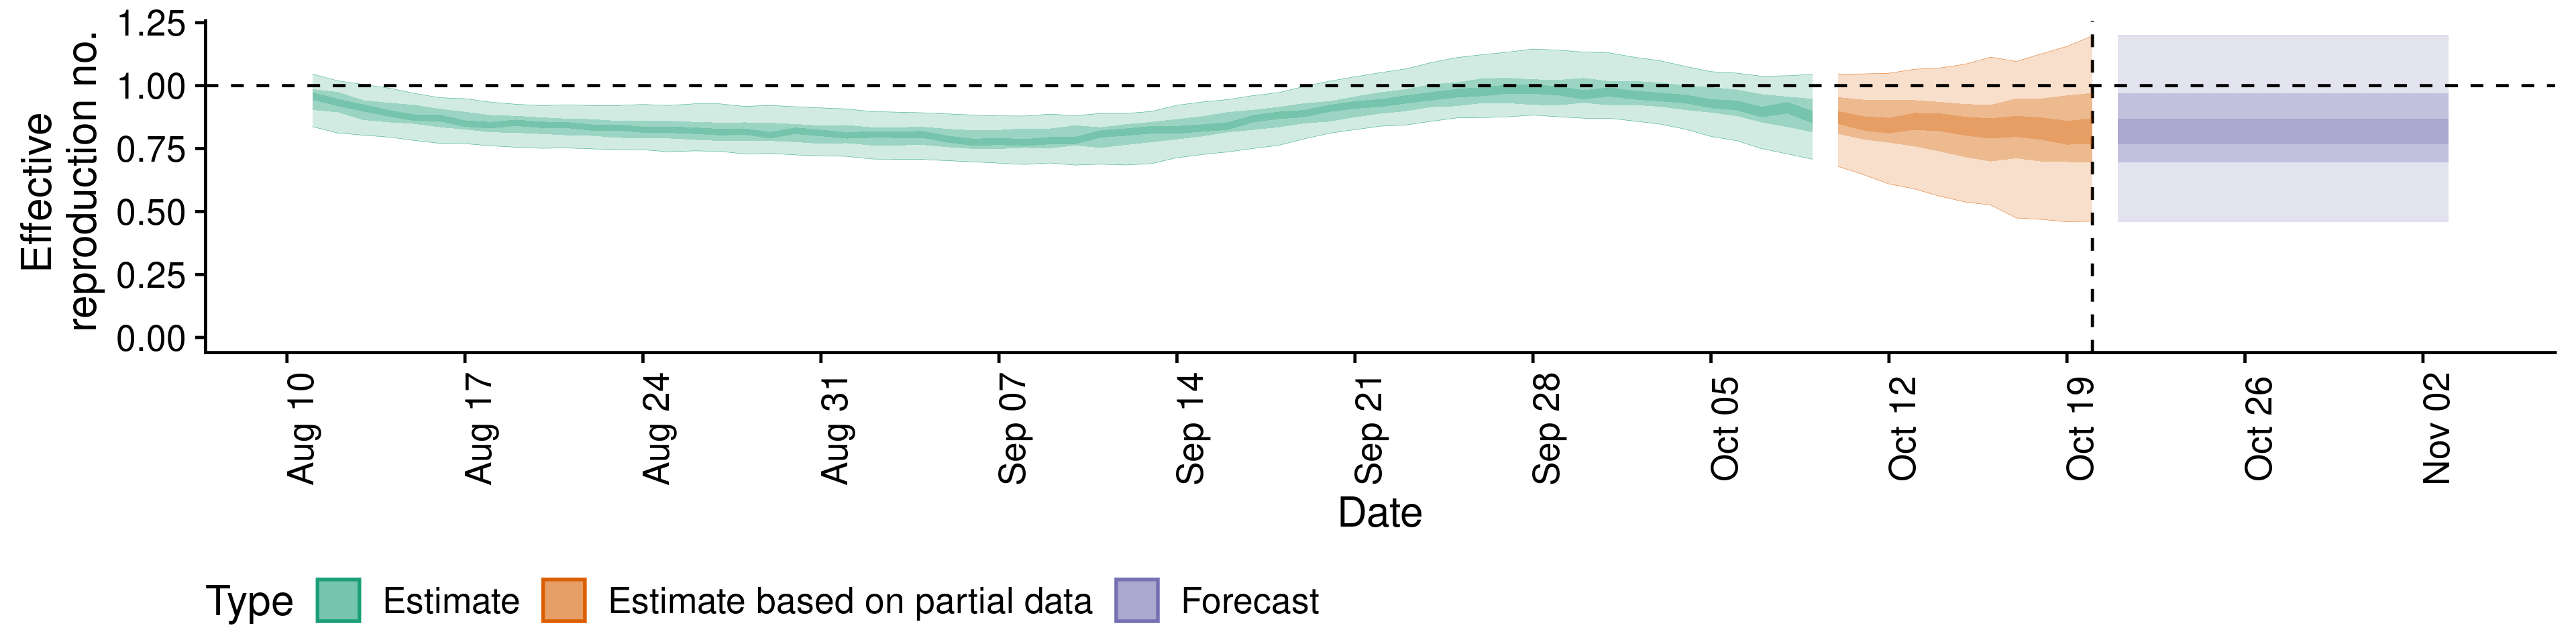 Effective
reproduction no.
1.25
1.00
0.75
0.50
0.25
0.00
Aug 10
Aug 17
Aug 24
Aug 31
Sep 07
Sep 14
Sep 21
Sep 28
Oct 05
Oct 12
Oct 19
Oct 26
Nov 02
Date
Type Estimate Estimate based on partial data Forecast